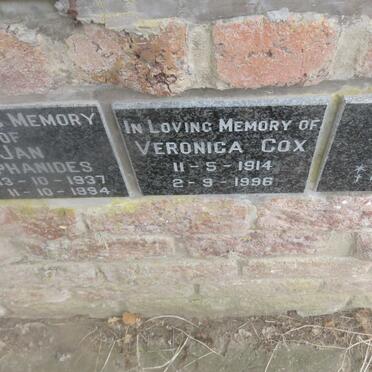 MEMORY
OF
JAN
PHANIDES
3-10-1937
11-10-1994
IN LOVING MEMORY OF
VERONICA COX
11-5-1914
2-9-1996